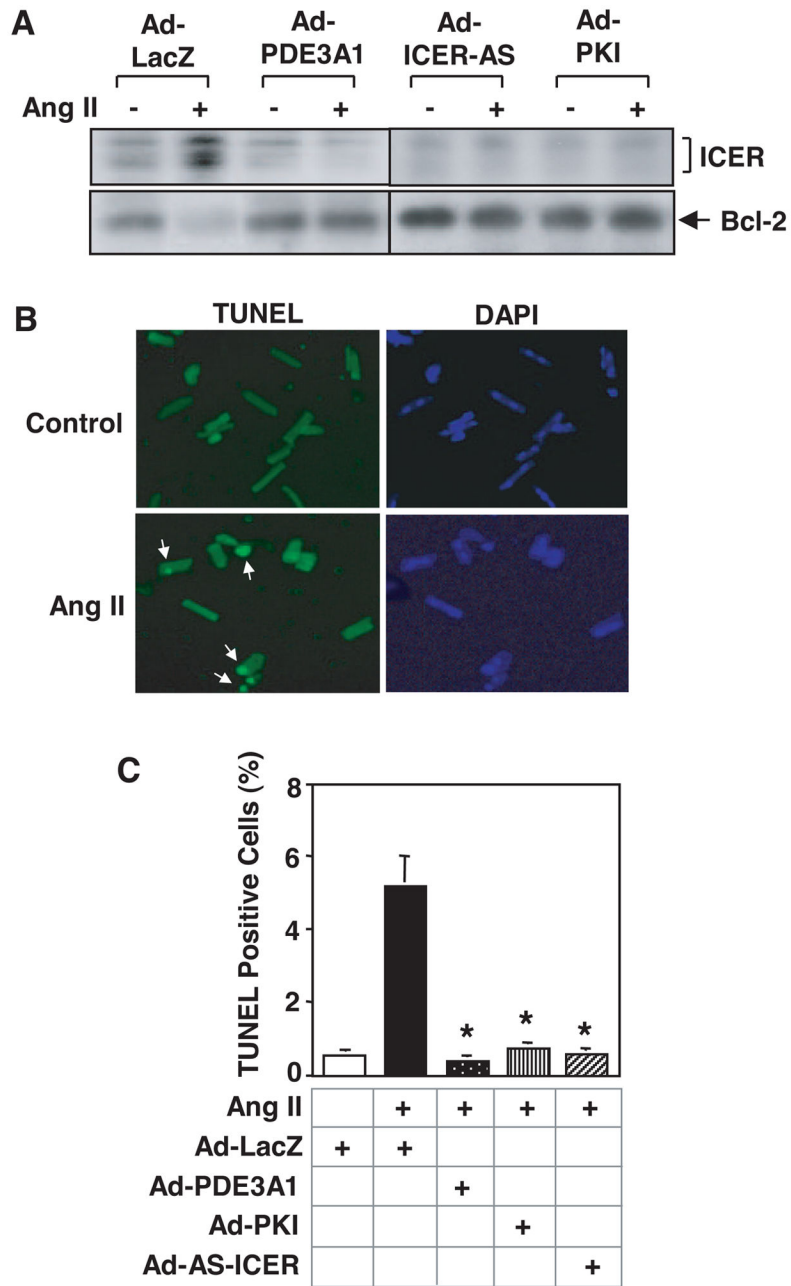 A
Ad-
LacZ
Ad-
PDE3A1
Ad-
ICER-AS
Ad-
PKI
Ang II - + - + - + - +
ICER
Bcl-2
B
TUNEL DAPI
Control
Ang II
C
TUNEL Positive Cells (%)
8
6
4
2
0
* * *
Ang II + + + +
Ad-LacZ + +
Ad-PDE3A1 +
Ad-PKI +
Ad-AS-ICER +